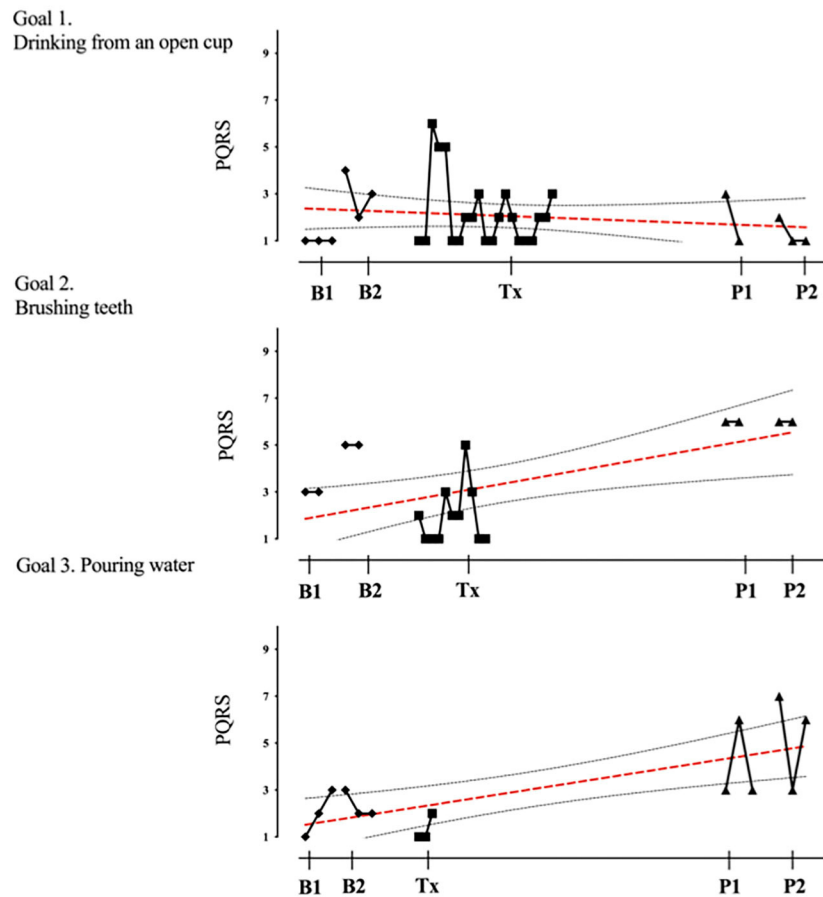 Goal 1.
Drinking from an open cup
PQRS
9
7
5
3
1
B1 B2 Tx P1 P2
Goal 2.
Brushing teeth
PQRS
9
7
5
3
1
B1 B2 Tx P1 P2
Goal 3. Pouring water
PQRS
9
7
5
3
1
B1 B2 Tx P1 P2